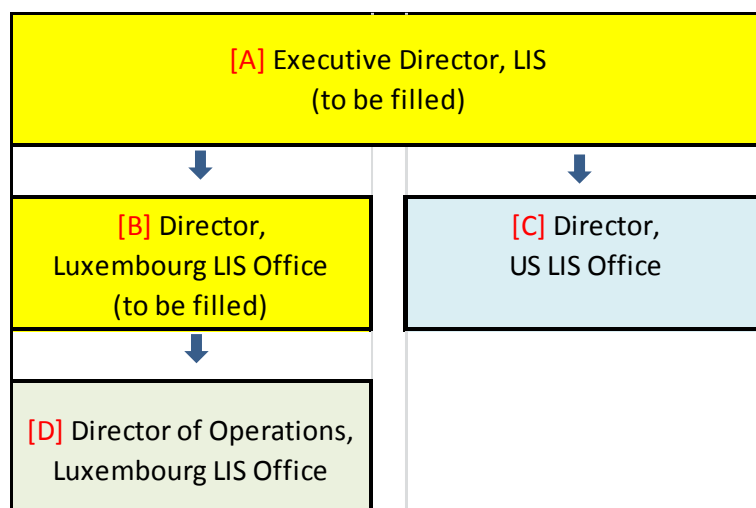 [A] Executive Director, LIS
(to be filled)
[B] Director,
Luxembourg LIS Office
(to be filled)
[C] Director,
US LIS Office
[D] Director of Operations,
Luxembourg LIS Office